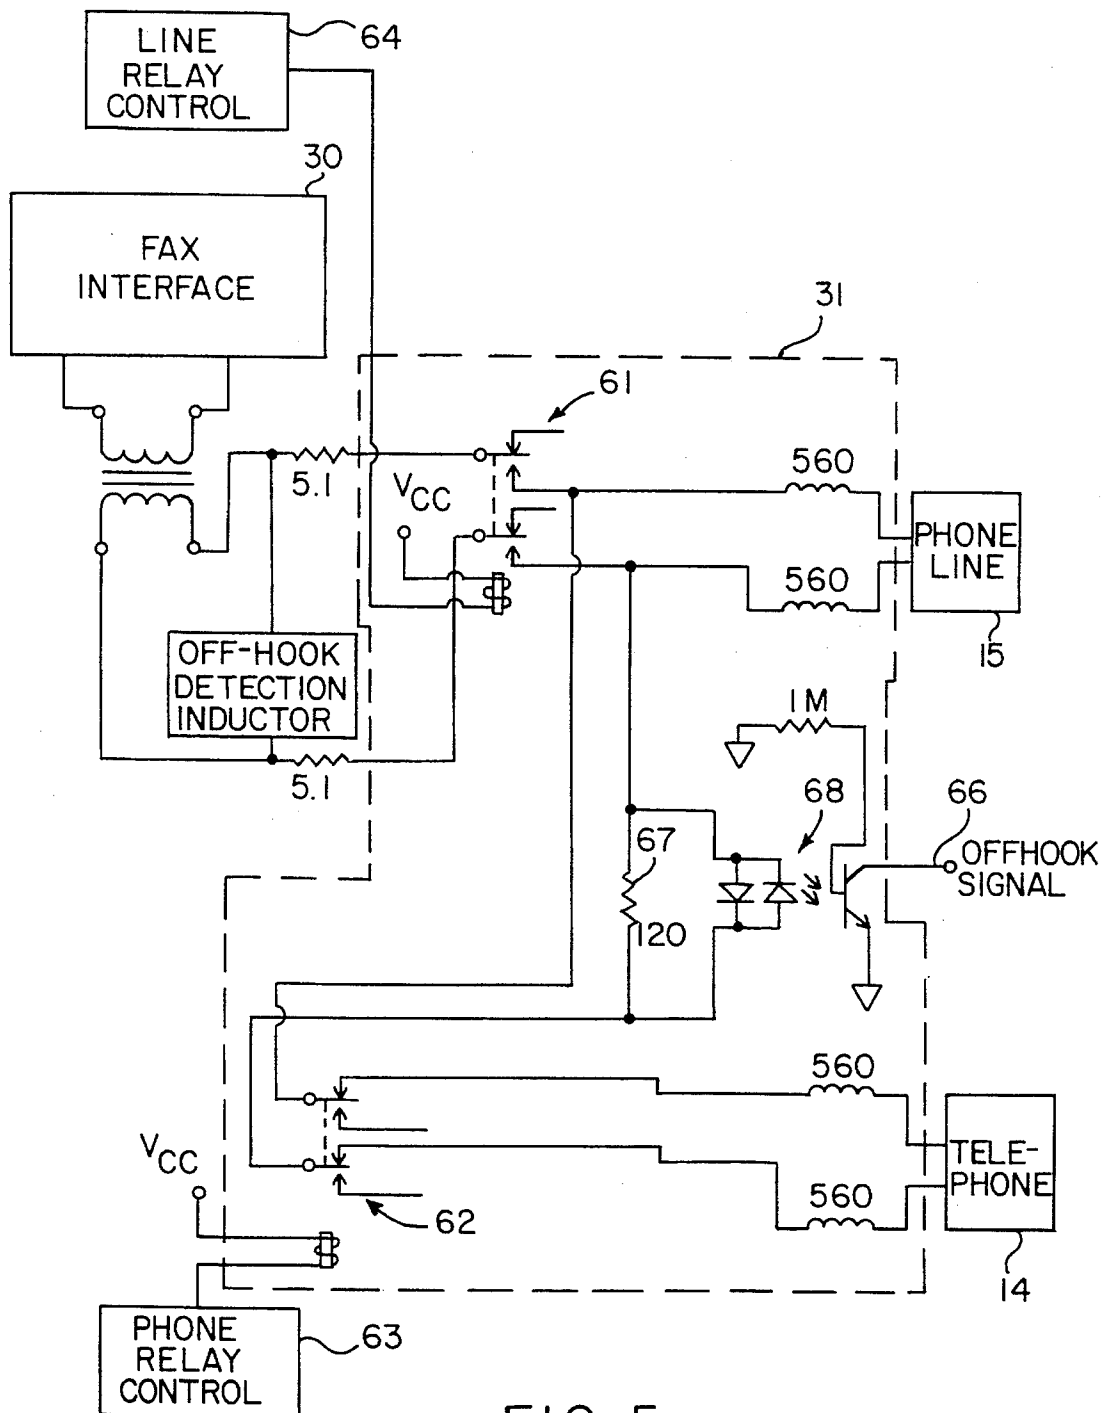 LINE
RELAY
CONTROL
64
30
FAX
INTERFACE
31
61
5.1
VCC
560
560
PHONE
LINE
15
OFF-HOOK
DETECTION
INDUCTOR
5.1
1M
68
66
OFFHOOK
SIGNAL
67
120
560
VCC
TELE-
PHONE
560
62
14
PHONE
RELAY
CONTROL
63